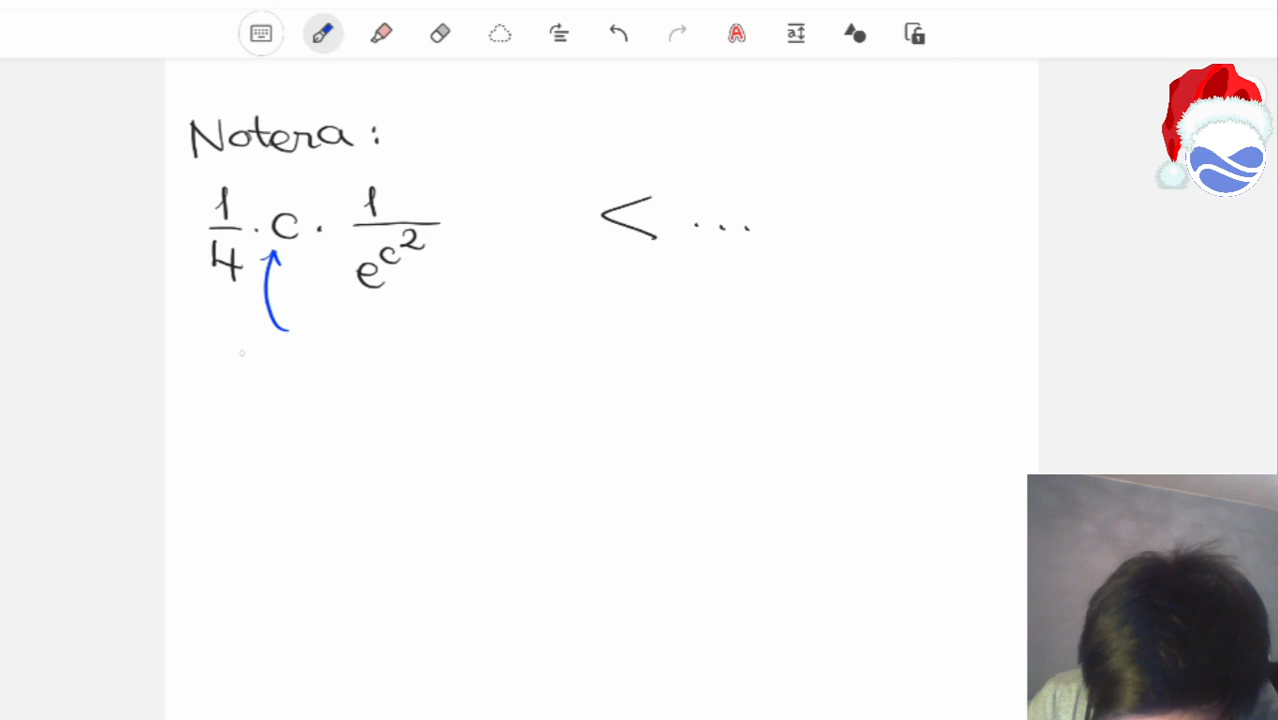 Notera:
1/4 · c · 1/e^{c^2} < ...